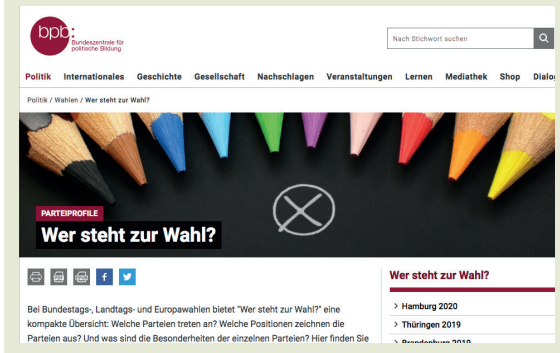 bpb:
Bundeszentrale für
politische Bildung
Nach Stichwort suchen
Politik Internationales Geschichte Gesellschaft Nachschlagen Veranstaltungen Lernen Mediathek Shop Dialog
Politik / Wahlen / Wer steht zur Wahl?
PARTEIPROFILE
Wer steht zur Wahl?
f
Wer steht zur Wahl?
Bei Bundestags-, Landtags- und Europawahlen bietet "Wer steht zur Wahl?" eine
kompakte Übersicht: Welche Parteien treten an? Welche Positionen zeichnen die
Parteien aus? Und was sind die Besonderheiten der einzelnen Parteien? Hier finden Sie
> Hamburg 2020
> Thüringen 2019
> Brandenburg 2019